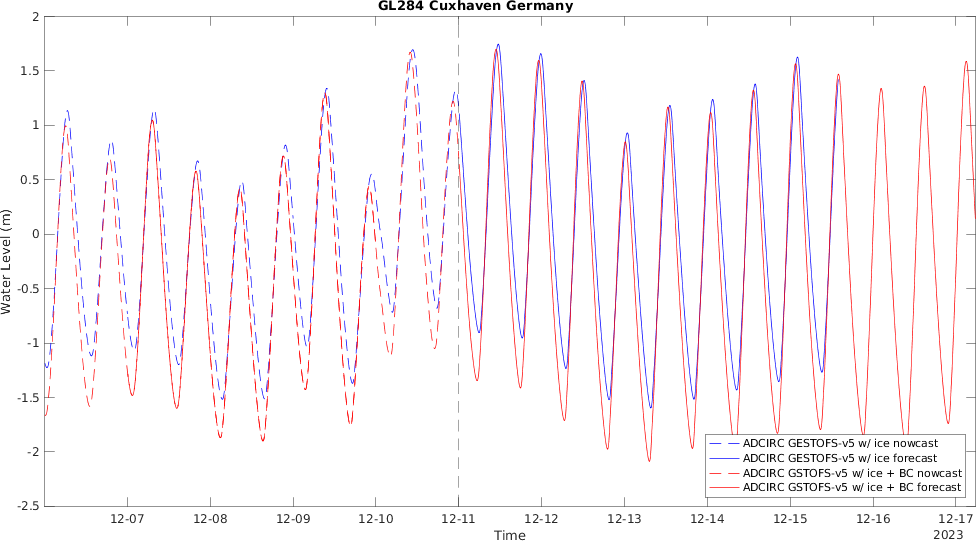 GL284 Cuxhaven Germany
2
1.5
1
0.5
0
-0.5
-1
-1.5
-2
-2.5
Water Level (m)
ADCIRC GESTOFS-v5 w/ ice nowcast
ADCIRC GESTOFS-v5 w/ ice forecast
ADCIRC GSTOFS-v5 w/ ice + BC nowcast
ADCIRC GSTOFS-v5 w/ ice + BC forecast
12-07 12-08 12-09 12-10 12-11 12-12 12-13 12-14 12-15 12-16 12-17
Time
2023